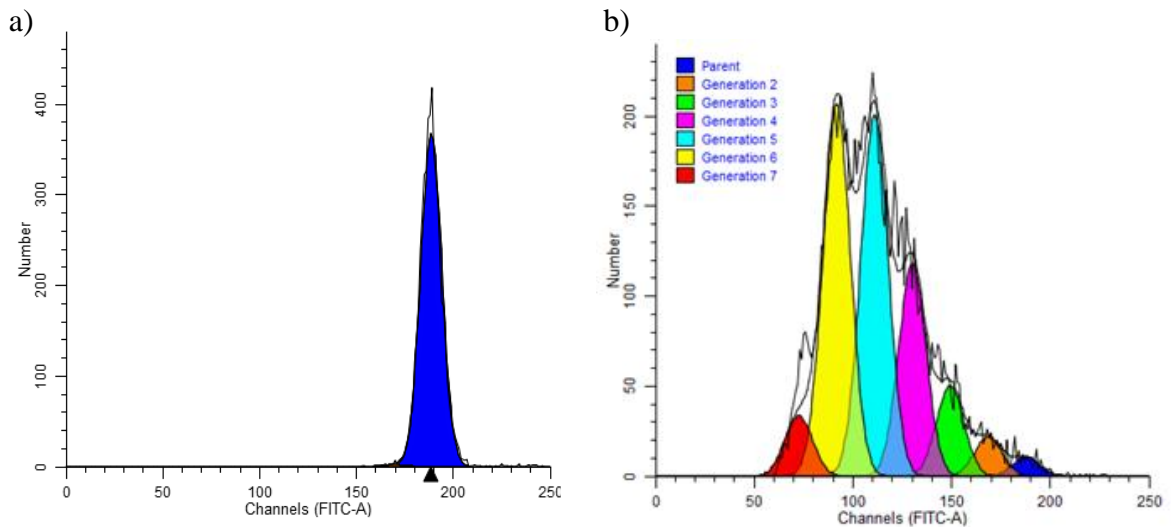 a)
400
300
200
100
0
Number
0 50 100 150 200 250
Channels (FITC-A)
b)
Parent
Generation 2
Generation 3
Generation 4
Generation 5
Generation 6
Generation 7
200
150
100
50
0
Number
0 50 100 150 200 250
Channels (FITC-A)